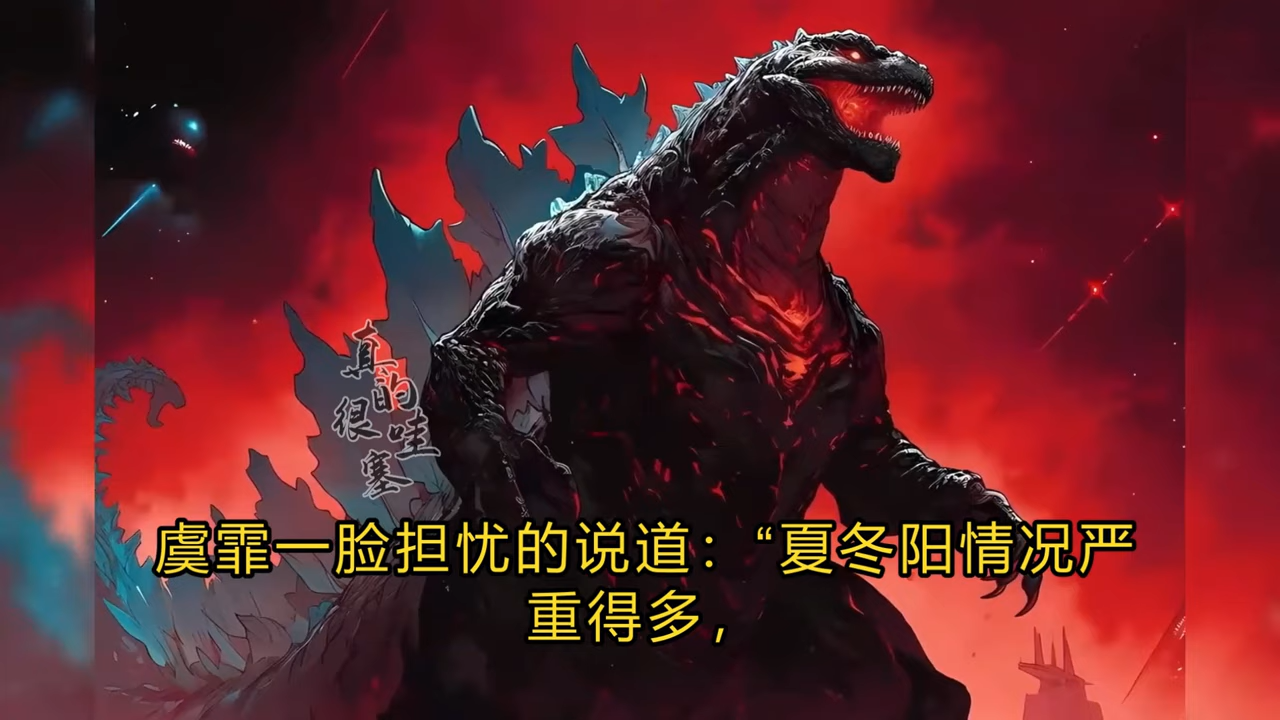 真的
很哇
塞
虞霏一脸担忧的说道：“夏冬阳情况严
重得多，